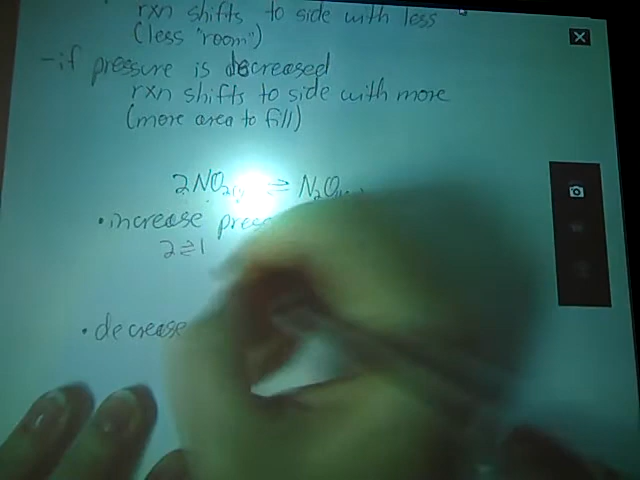 rxn shifts to side with less
(less "room")
-if pressure is decreased
rxn shifts to side with more
(more area to fill)
2NO₂ ⇌ N₂O
•increase
2⇌1
•decrease